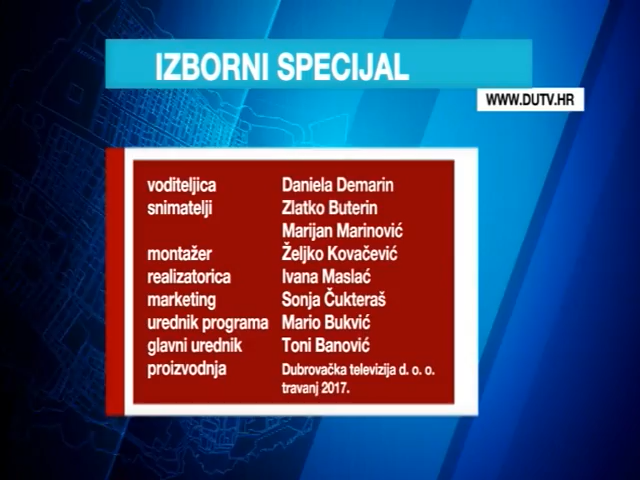 IZBORNI SPECIJAL
WWW.DUTV.HR
voditeljica Daniela Demarin
snimatelji Zlatko Buterin
Marijan Marinović
montažer Željko Kovačević
realizatorica Ivana Maslać
marketing Sonja Čukteraš
urednik programa Mario Bukvić
glavni urednik Toni Banović
proizvodnja Dubrovačka televizija d. o. o.
travanj 2017.